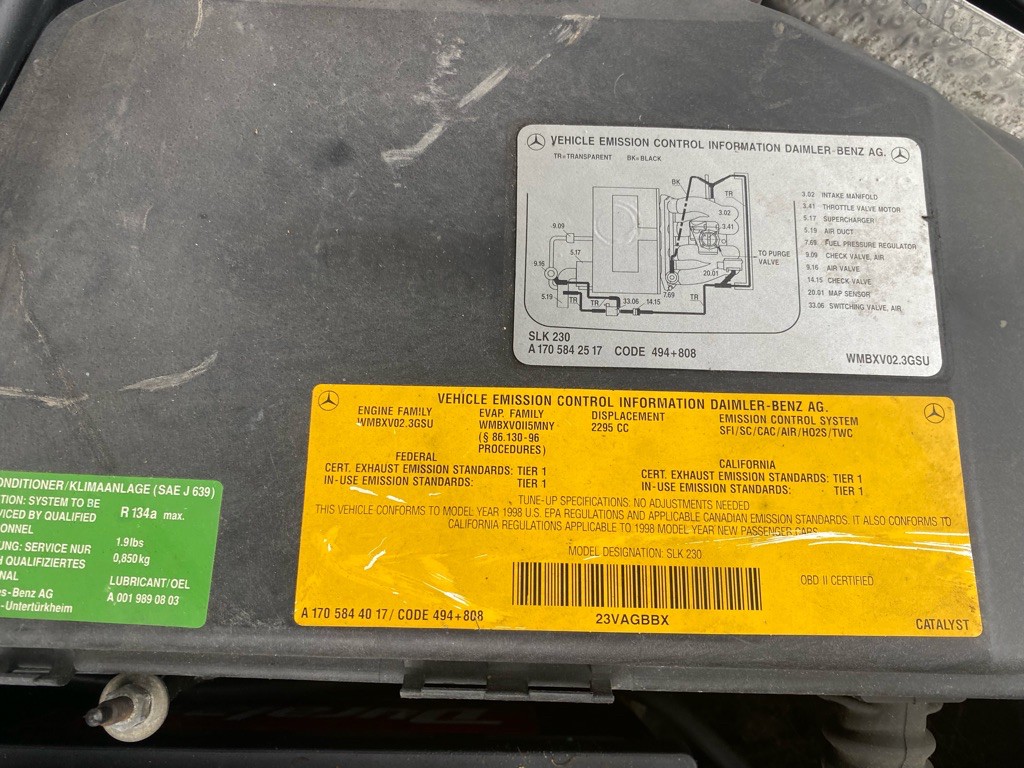 VEHICLE EMISSION CONTROL INFORMATION DAIMLER-BENZ AG.
TR=TRANSPARENT BK=BLACK
BK
TR
3.02
3.41
9.09
5.17
9.16
5.19
TR
TR
33.06
14.15
7.69
20.01
TR
TO PURGE
VALVE
3.02 INTAKE MANIFOLD
3.41 THROTTLE VALVE MOTOR
5.17 SUPERCHARGER
5.19 AIR DUCT
7.69 FUEL PRESSURE REGULATOR
9.09 CHECK VALVE, AIR
9.16 AIR VALVE
14.15 CHECK VALVE
20.01 MAP SENSOR
33.06 SWITCHING VALVE, AIR
SLK 230
A 170 584 25 17 CODE 494+808
WMBXV02.3GSU
VEHICLE EMISSION CONTROL INFORMATION DAIMLER-BENZ AG.
ENGINE FAMILY
WMBXV02.3GSU
EVAP. FAMILY
WMBXV0115MNY
(§ 86.130-96
PROCEDURES)
DISPLACEMENT
2295 CC
EMISSION CONTROL SYSTEM
SFI/SC/CAC/AIR/HO2S/TWC
FEDERAL
CERT. EXHAUST EMISSION STANDARDS: TIER 1
IN-USE EMISSION STANDARDS: TIER 1
CALIFORNIA
CERT. EXHAUST EMISSION STANDARDS: TIER 1
IN-USE EMISSION STANDARDS: TIER 1
TUNE-UP SPECIFICATIONS: NO ADJUSTMENTS NEEDED
THIS VEHICLE CONFORMS TO MODEL YEAR 1998 U.S. EPA REGULATIONS AND APPLICABLE CANADIAN EMISSION STANDARDS. IT ALSO CONFORMS TO
CALIFORNIA REGULATIONS APPLICABLE TO 1998 MODEL YEAR NEW PASSENGER CARS
MODEL DESIGNATION: SLK 230
OBD II CERTIFIED
A 170 584 40 17/ CODE 494+808
23VAGBBX
CATALYST
ONDITIONER/KLIMAANLAGE (SAE J 639)
TION: SYSTEM TO BE
VICED BY QUALIFIED
ONNEL
R 134a max.
UNG: SERVICE NUR
H QUALIFIZIERTES
NAL
1.9 lbs
0,850 kg
es-Benz AG
-Untertürkheim
LUBRICANT/OEL
A 001 989 08 03